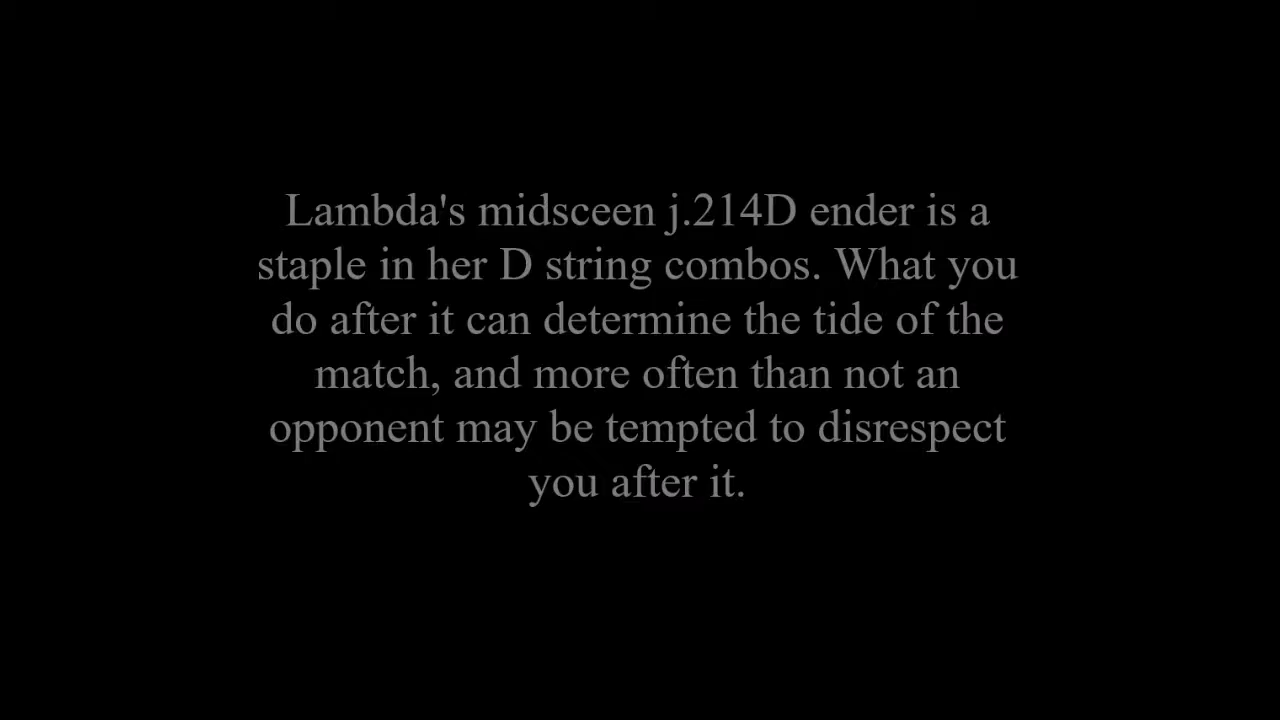 Lambda's midsceen j.214D ender is a
staple in her D string combos. What you
do after it can determine the tide of the
match, and more often than not an
opponent may be tempted to disrespect
you after it.